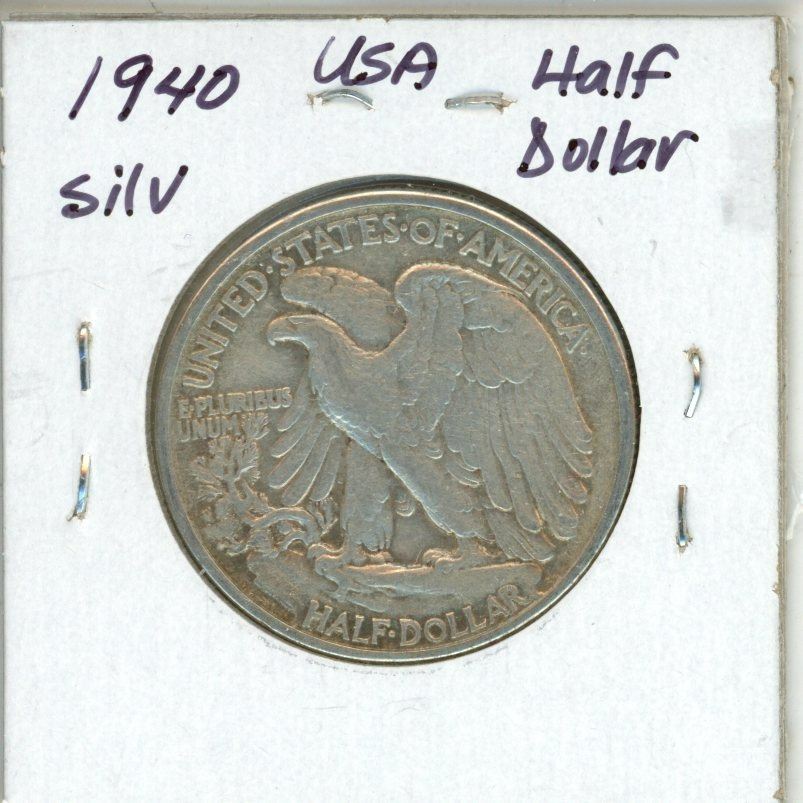 1940 USA Half
Silv Dollar
UNITED·STATES·OF·AMERICA·
E·PLURIBUS
UNUM
HALF·DOLLAR